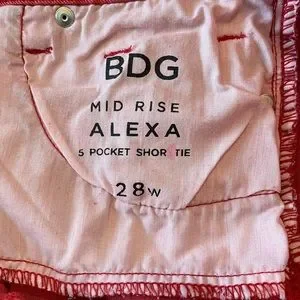 BDG
MID RISE
ALEXA
5 POCKET SHORTIE
28W